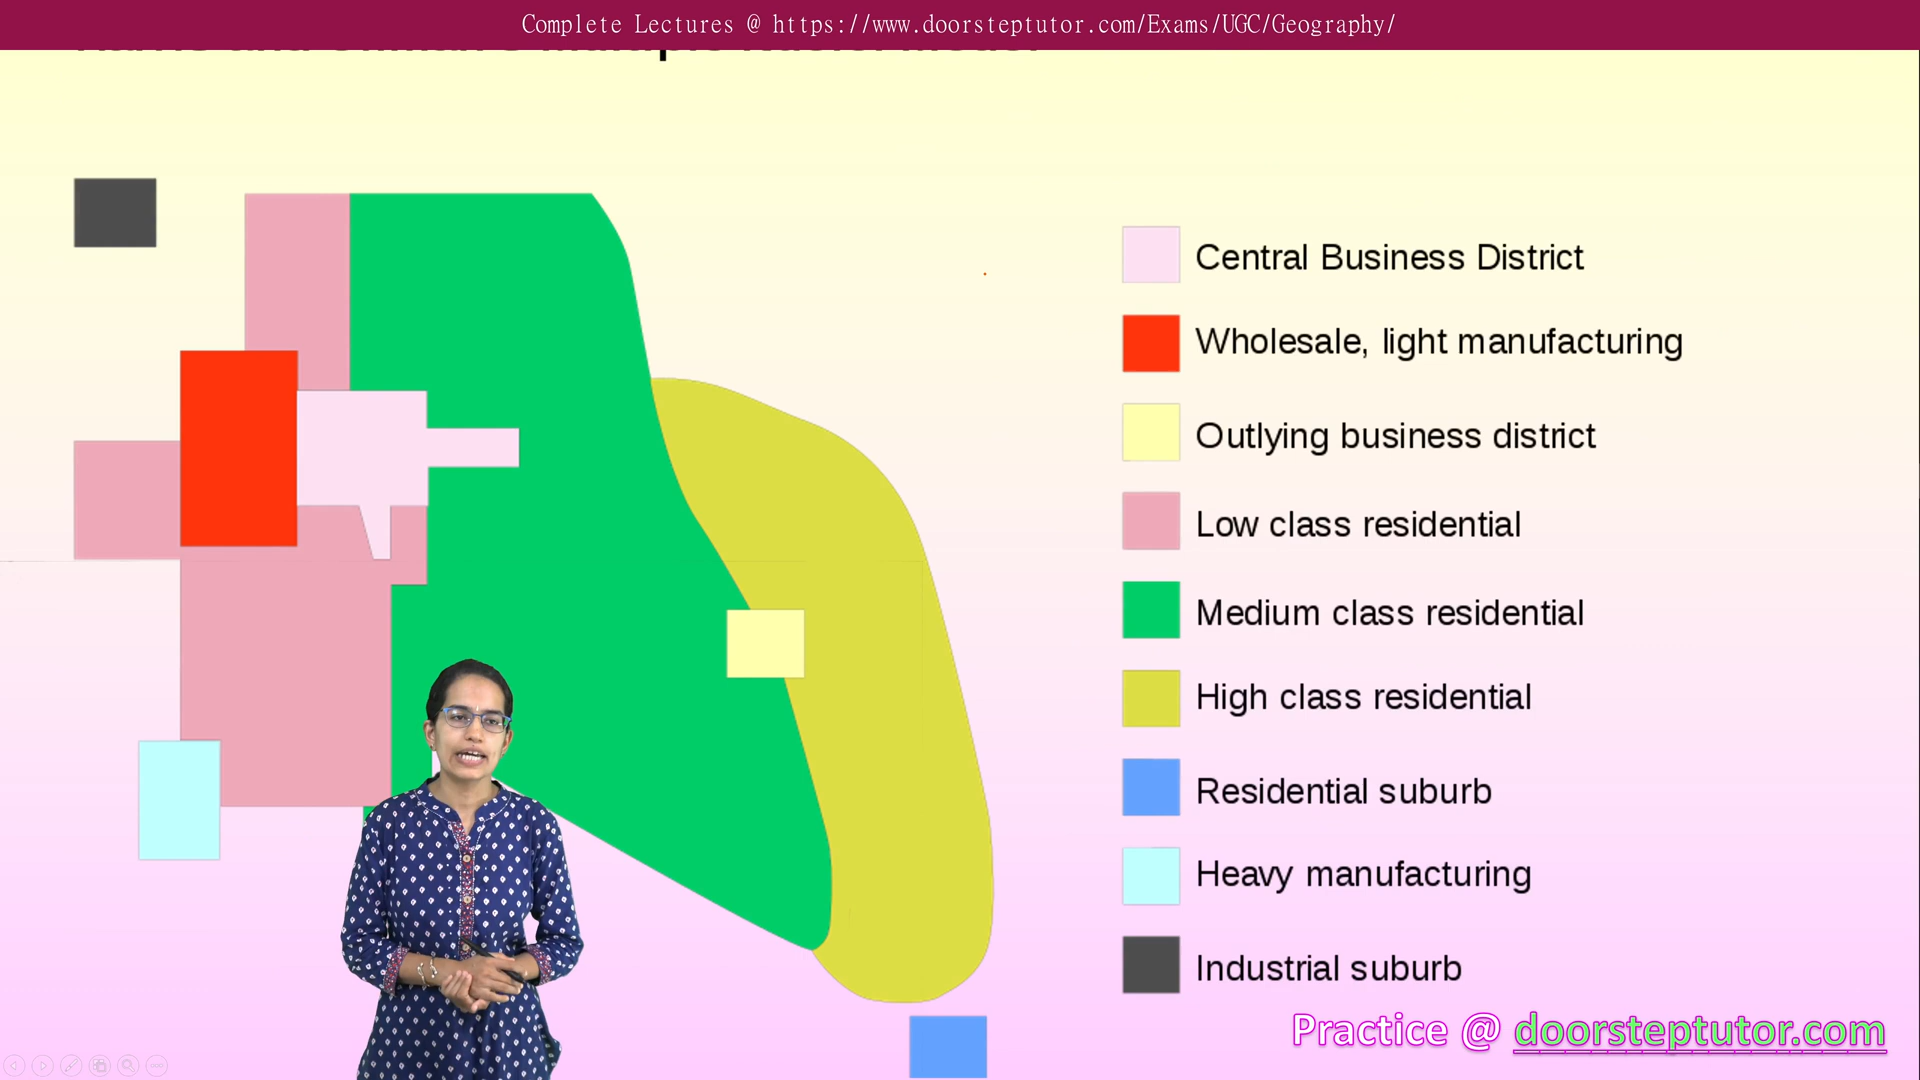 Complete Lectures @ https://www.doorsteptutor.com/Exams/UGC/Geography/
Central Business District
Wholesale, light manufacturing
Outlying business district
Low class residential
Medium class residential
High class residential
Residential suburb
Heavy manufacturing
Industrial suburb
Practice @ doorsteptutor.com